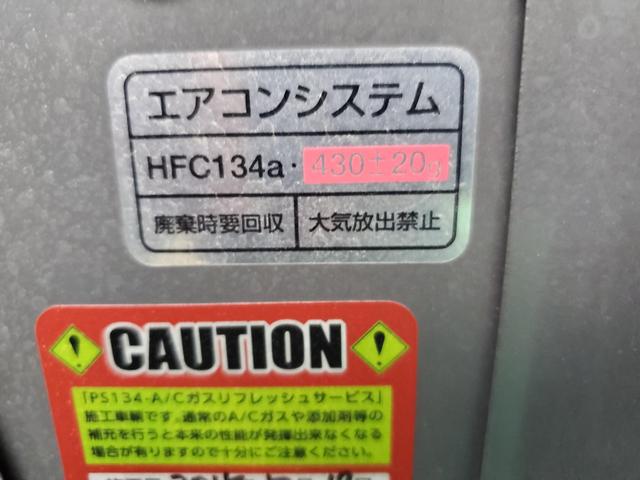 エアコンシステム
HFC134a・430±20g
廃棄時要回収 大気放出禁止
CAUTION
「PS134-A/Cガスリフレッシュサービス」
施工車輌です。通常のA/Cガスや添加剤等の
補充を行うと本来の性能が発揮出来なくなる
場合が有りますので十分にご注意ください。